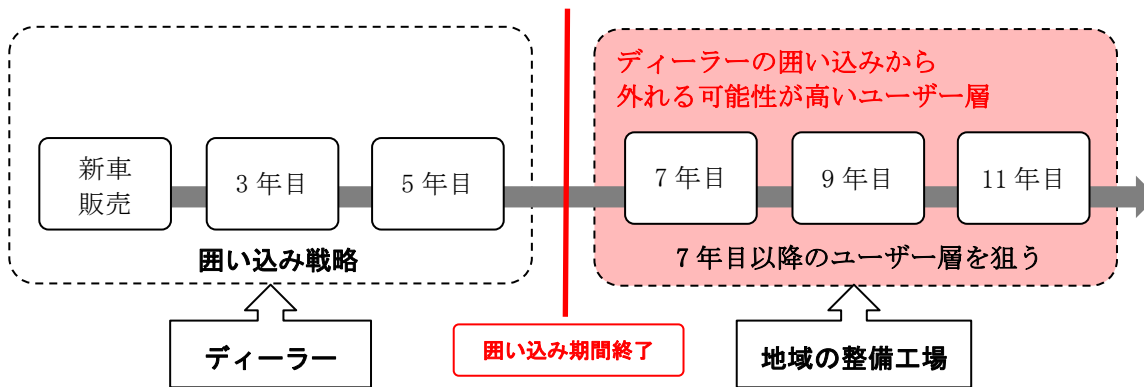 ディーラーの囲い込みから
外れる可能性が高いユーザー層
新車
販売
3 年目
5 年目
7 年目
9 年目
11 年目
囲い込み戦略
7 年目以降のユーザー層を狙う
ディーラー
囲い込み期間終了
地域の整備工場